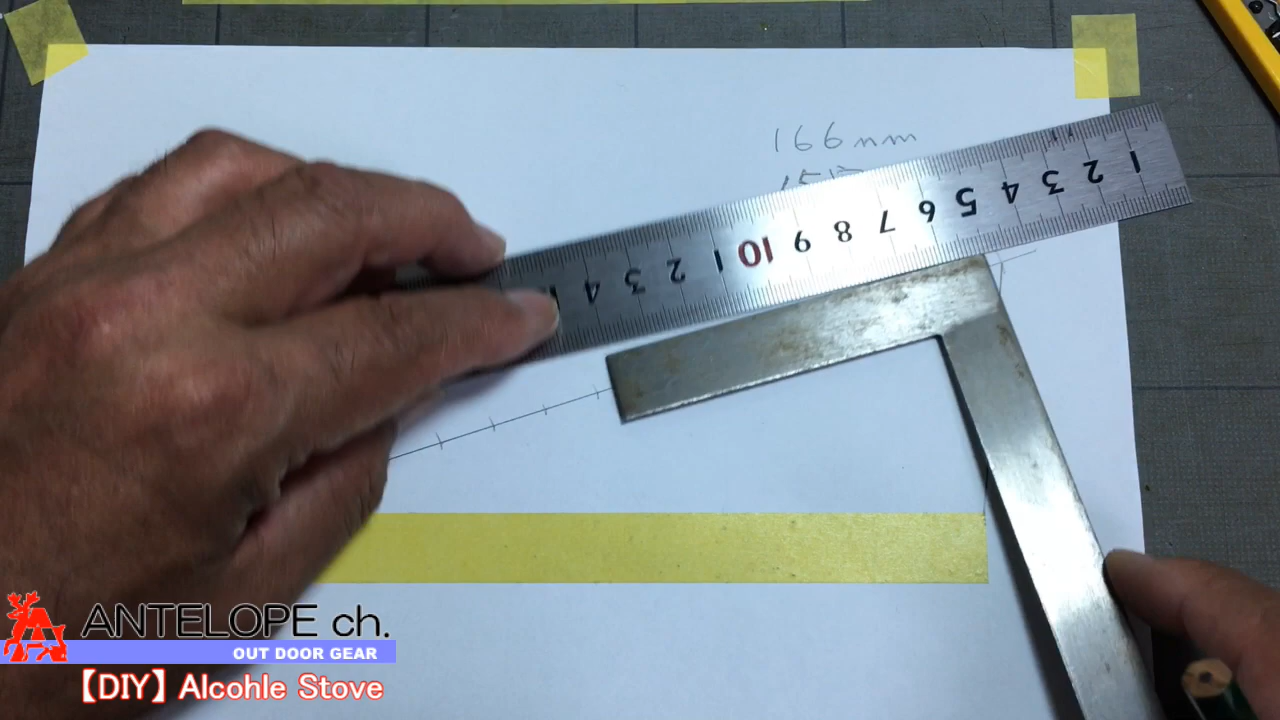 166mm
1 2 3 4 5 6 7 8 9 10 1 2 3 4
ANTELOPE ch.
OUT DOOR GEAR
【DIY】Alcohle Stove